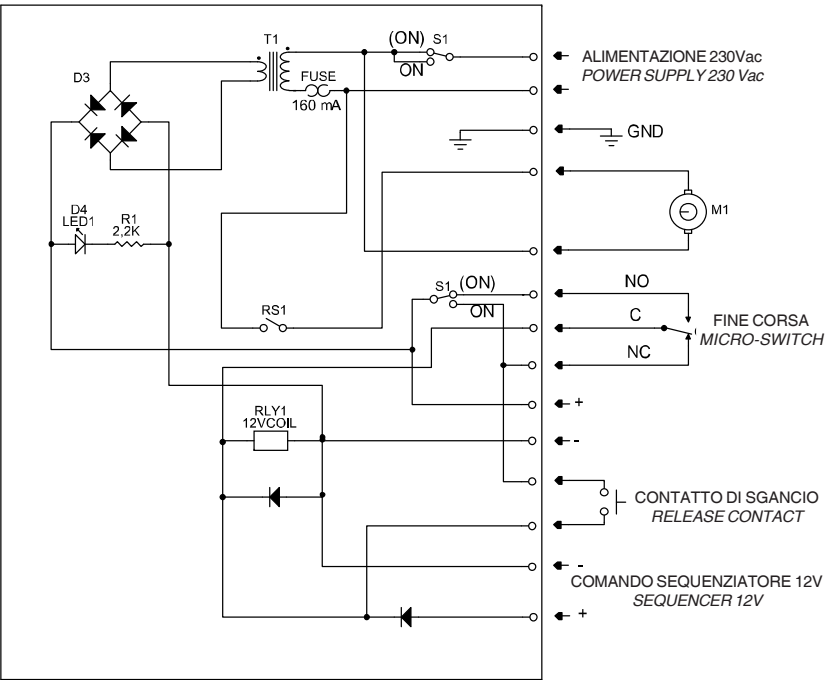 T1
(ON)
S1
ON
ALIMENTAZIONE 230Vac
POWER SUPPLY 230 Vac
D3
FUSE
160 mA
GND
M1
D4
LED1
R1
2,2K
RS1
S1
(ON)
ON
NO
C
NC
FINE CORSA
MICRO-SWITCH
+
-
RLY1
12VCOIL
CONTATTO DI SGANCIO
RELEASE CONTACT
-
COMANDO SEQUENZIATORE 12V
SEQUENCER 12V
+